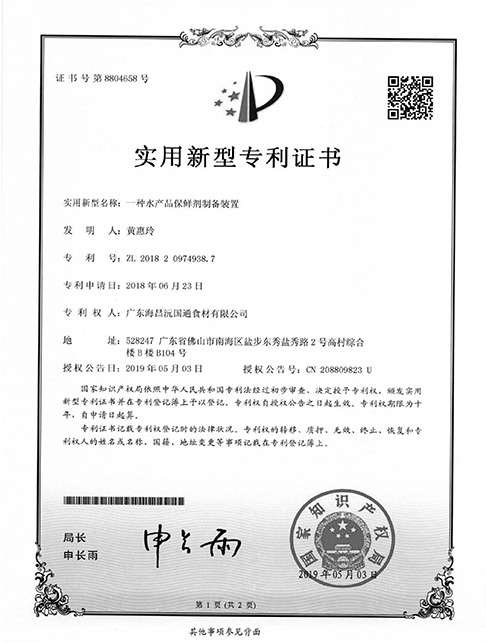 证书号第8804658号
实用新型专利证书
实用新型名称：一种水产品保鲜剂制备装置
发明人：黄惠玲
专利号：ZL 2018 2 0974938.7
专利申请日：2018年06月23日
专利权人：广东海昌沅国通食材有限公司
地址：528247 广东省佛山市南海区盐步东秀盐秀路2号高村综合
楼B楼B104号
授权公告日：2019年05月03日 授权公告号：CN 208809823 U
国家知识产权局依照中华人民共和国专利法经过初步审查，决定授予专利权，颁发实用
新型专利证书并在专利登记簿上予以登记。专利权自授权公告之日起生效。专利权期限为十
年，自申请日起算。
专利证书记载专利权登记时的法律状况。专利权的转移、质押、无效、终止、恢复和专
利权人的姓名或名称、国籍、地址变更等事项记载在专利登记簿上。
局长
申长雨
申长雨
国家知识产权局
2019年05月03日
第1页(共2页)
其他事项参见背面